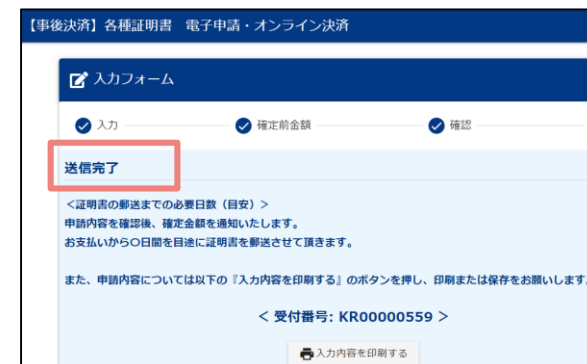 【事後決済】各種証明書　電子申請・オンライン決済
入力フォーム
入力
確定前金額
確認
送信完了
<証明書の郵送までの必要日数（目安）>
申請内容を確認後、確定金額を通知いたします。
お支払いから〇日間を目途に証明書を郵送させて頂きます。
また、申請内容については以下の『入力内容を印刷する』のボタンを押し、印刷または保存をお願いします。
< 受付番号: KR00000559 >
入力内容を印刷する